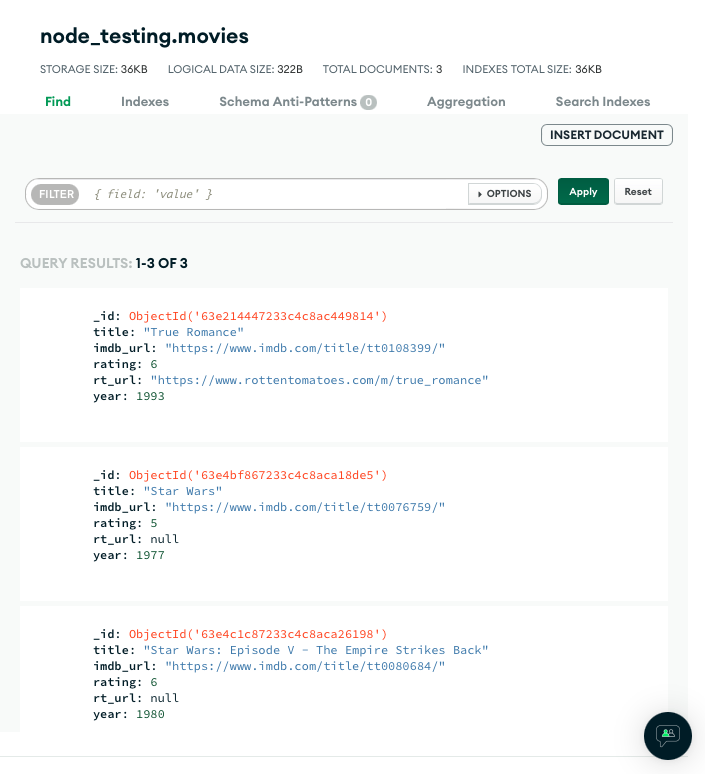 node_testing.movies
STORAGE SIZE: 36KB LOGICAL DATA SIZE: 322B TOTAL DOCUMENTS: 3 INDEXES TOTAL SIZE: 36KB
Find Indexes Schema Anti-Patterns 0 Aggregation Search Indexes
INSERT DOCUMENT
FILTER { field: 'value' } OPTIONS Apply Reset
QUERY RESULTS: 1-3 OF 3
_id: ObjectId('63e214447233c4c8ac449814')
title: "True Romance"
imdb_url: "https://www.imdb.com/title/tt0108399/"
rating: 6
rt_url: "https://www.rottentomatoes.com/m/true_romance"
year: 1993
_id: ObjectId('63e4bf867233c4c8aca18de5')
title: "Star Wars"
imdb_url: "https://www.imdb.com/title/tt0076759/"
rating: 5
rt_url: null
year: 1977
_id: ObjectId('63e4c1c87233c4c8aca26198')
title: "Star Wars: Episode V - The Empire Strikes Back"
imdb_url: "https://www.imdb.com/title/tt0080684/"
rating: 6
rt_url: null
year: 1980